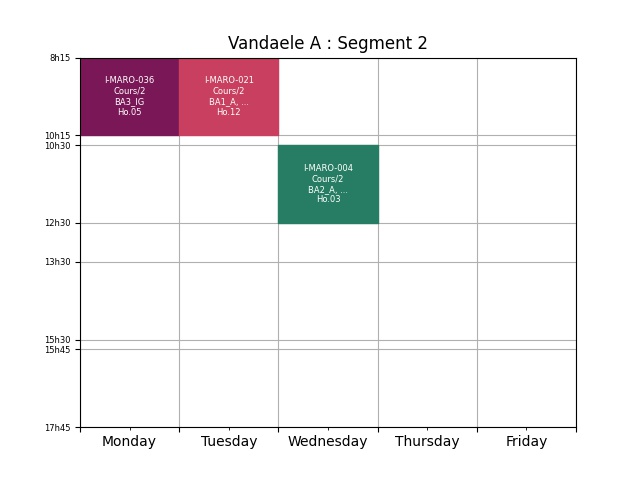 Vandaele A : Segment 2
8h15
I-MARO-036
Cours/2
BA3_IG
Ho.05
I-MARO-021
Cours/2
BA1_A, ...
Ho.12
10h15
10h30
I-MARO-004
Cours/2
BA2_A, ...
Ho.03
12h30
13h30
15h30
15h45
17h45
Monday Tuesday Wednesday Thursday Friday